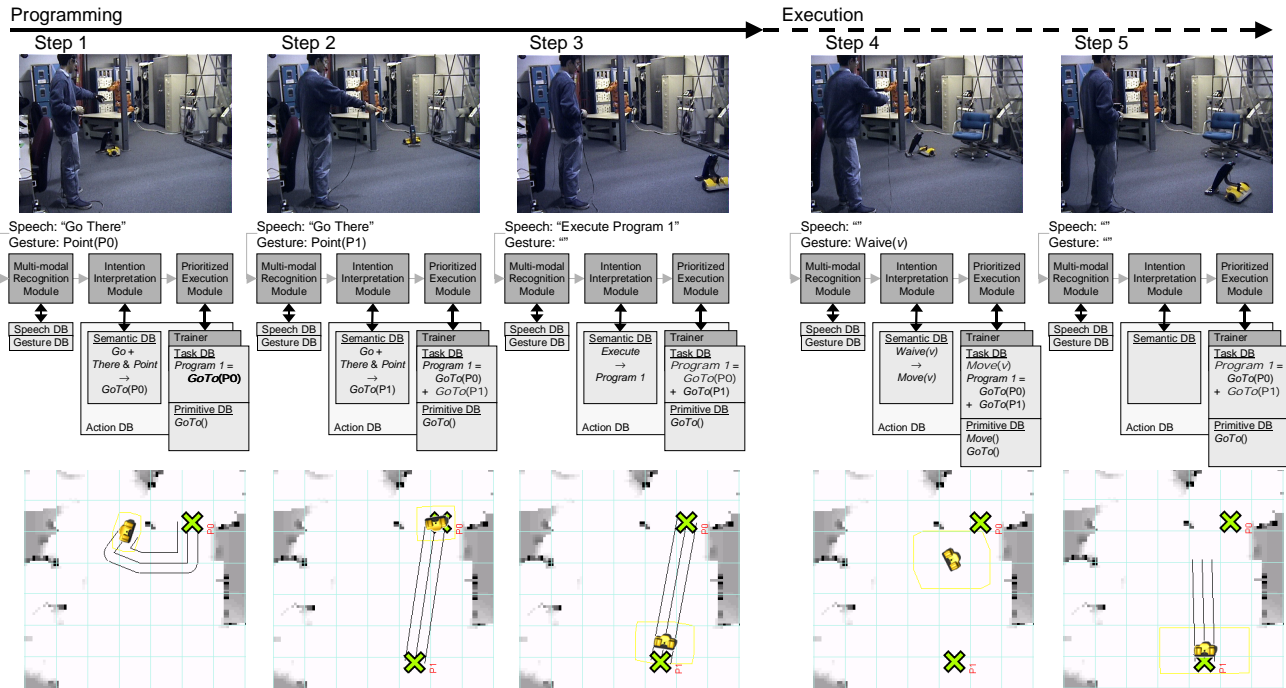 Programming
Execution
Step 1
Step 2
Step 3
Step 4
Step 5
Speech: “Go There”
Gesture: Point(P0)
Multi-modal
Recognition
Module
Intention
Interpretation
Module
Prioritized
Execution
Module
Speech DB
Gesture DB
Semantic DB
Go +
There & Point
→
GoTo(P0)
Action DB
Trainer
Task DB
Program 1 =
GoTo(P0)
Primitive DB
GoTo()
Speech: “Go There”
Gesture: Point(P1)
Multi-modal
Recognition
Module
Intention
Interpretation
Module
Prioritized
Execution
Module
Speech DB
Gesture DB
Semantic DB
Go +
There & Point
→
GoTo(P1)
Action DB
Trainer
Task DB
Program 1 =
GoTo(P0)
+ GoTo(P1)
Primitive DB
GoTo()
Speech: “Execute Program 1”
Gesture: “”
Multi-modal
Recognition
Module
Intention
Interpretation
Module
Prioritized
Execution
Module
Speech DB
Gesture DB
Semantic DB
Execute
→
Program 1
Action DB
Trainer
Task DB
Program 1 =
GoTo(P0)
+ GoTo(P1)
Primitive DB
GoTo()
Speech: “”
Gesture: Waive(v)
Multi-modal
Recognition
Module
Intention
Interpretation
Module
Prioritized
Execution
Module
Speech DB
Gesture DB
Semantic DB
Waive(v)
→
Move(v)
Action DB
Trainer
Task DB
Move(v)
Program 1 =
GoTo(P0)
+ GoTo(P1)
Primitive DB
Move()
GoTo()
Speech: “”
Gesture: “”
Multi-modal
Recognition
Module
Intention
Interpretation
Module
Prioritized
Execution
Module
Speech DB
Gesture DB
Semantic DB
Action DB
Trainer
Task DB
Program 1 =
GoTo(P0)
+ GoTo(P1)
Primitive DB
GoTo()
P0
P0
P1
P0
P1
P0
P1
P0
P1